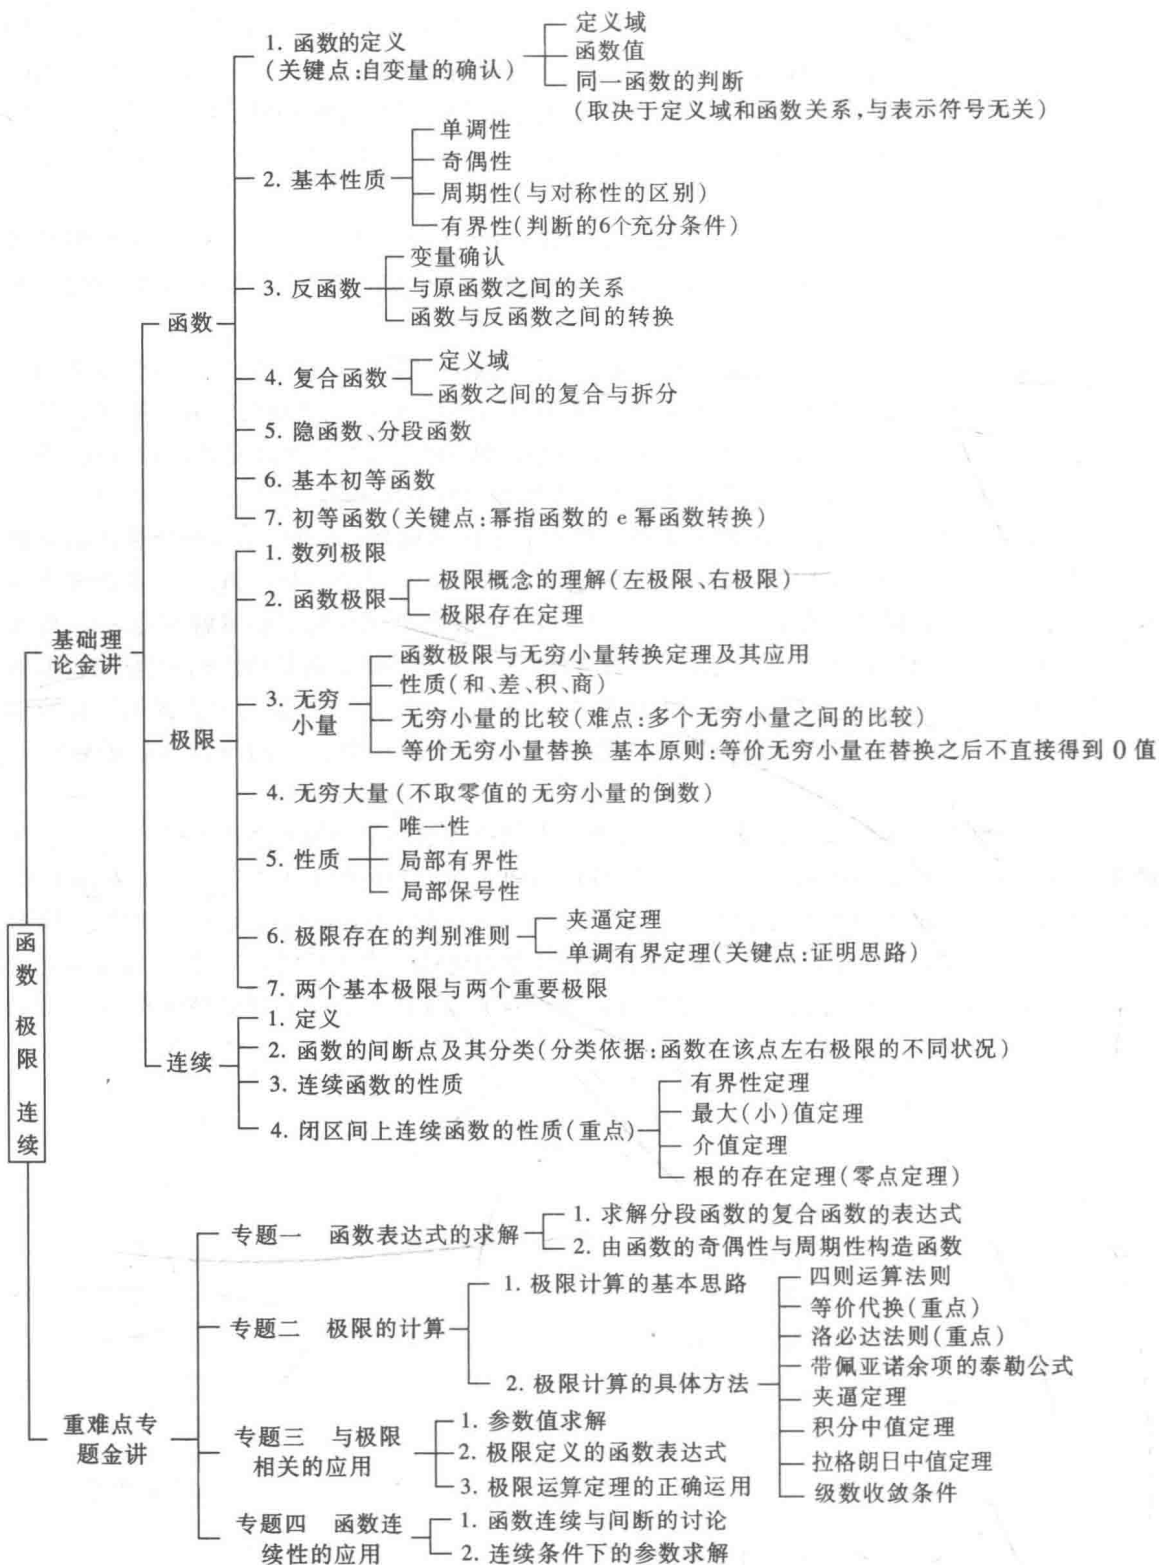 函数 极限 连续
基础理
论金讲
函数
1. 函数的定义
(关键点:自变量的确认)
定义域
函数值
同一函数的判断
(取决于定义域和函数关系,与表示符号无关)
2. 基本性质
单调性
奇偶性
周期性(与对称性的区别)
有界性(判断的6个充分条件)
3. 反函数
变量确认
与原函数之间的关系
函数与反函数之间的转换
4. 复合函数
定义域
函数之间的复合与拆分
5. 隐函数、分段函数
6. 基本初等函数
7. 初等函数(关键点:幂指函数的 e 幂函数转换)
极限
1. 数列极限
2. 函数极限
极限概念的理解(左极限、右极限)
极限存在定理
3. 无穷
小量
函数极限与无穷小量转换定理及其应用
性质(和、差、积、商)
无穷小量的比较(难点:多个无穷小量之间的比较)
等价无穷小量替换 基本原则:等价无穷小量在替换之后不直接得到 0 值
4. 无穷大量(不取零值的无穷小量的倒数)
5. 性质
唯一性
局部有界性
局部保号性
6. 极限存在的判别准则
夹逼定理
单调有界定理(关键点:证明思路)
7. 两个基本极限与两个重要极限
连续
1. 定义
2. 函数的间断点及其分类(分类依据:函数在该点左右极限的不同状况)
3. 连续函数的性质
4. 闭区间上连续函数的性质(重点)
有界性定理
最大(小)值定理
介值定理
根的存在定理(零点定理)
重难点专
题金讲
专题一 函数表达式的求解
1. 求解分段函数的复合函数的表达式
2. 由函数的奇偶性与周期性构造函数
专题二 极限的计算
1. 极限计算的基本思路
2. 极限计算的具体方法
四则运算法则
等价代换(重点)
洛必达法则(重点)
带佩亚诺余项的泰勒公式
夹逼定理
积分中值定理
拉格朗日中值定理
级数收敛条件
专题三 与极限
相关的应用
1. 参数值求解
2. 极限定义的函数表达式
3. 极限运算定理的正确运用
专题四 函数连
续性的应用
1. 函数连续与间断的讨论
2. 连续条件下的参数求解